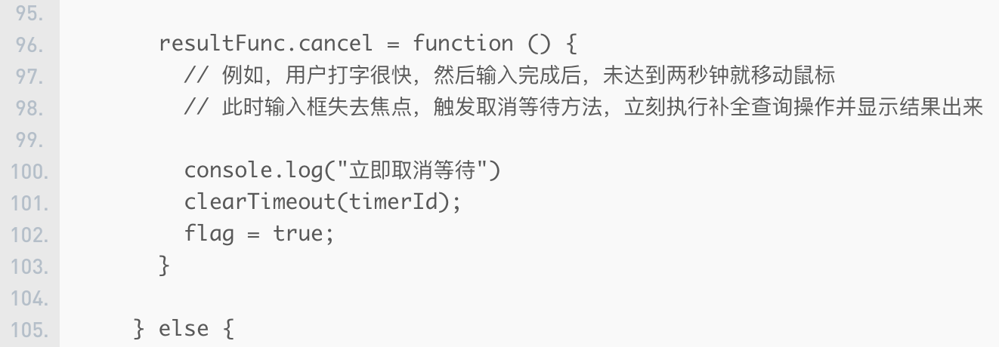 95.
96. resultFunc.cancel = function () {
97. // 例如，用户打字很快，然后输入完成后，未达到两秒钟就移动鼠标
98. // 此时输入框失去焦点，触发取消等待方法，立刻执行补全查询操作并显示结果出来
99.
100. console.log("立即取消等待")
101. clearTimeout(timerId);
102. flag = true;
103. }
104.
105. } else {